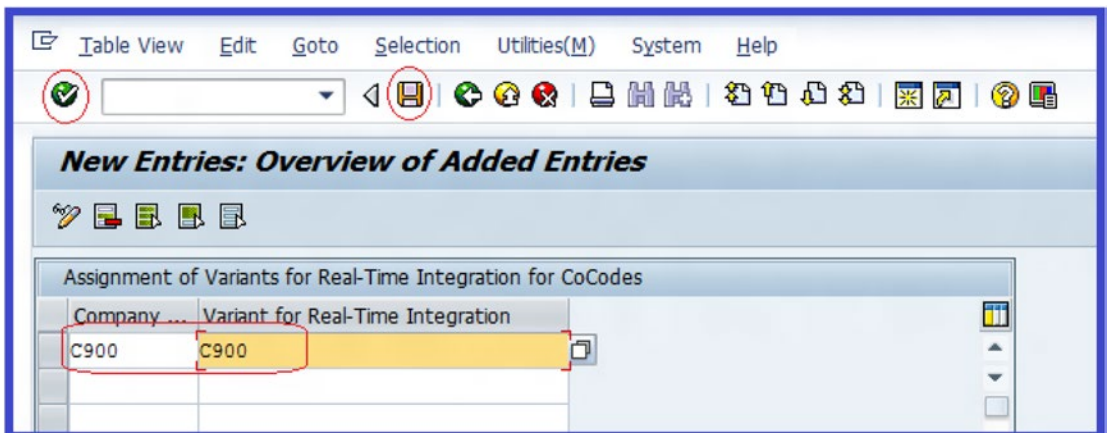 Table View Edit Goto Selection Utilities(M) System Help
New Entries: Overview of Added Entries
Assignment of Variants for Real-Time Integration for CoCodes
Company ... Variant for Real-Time Integration
C900 C900